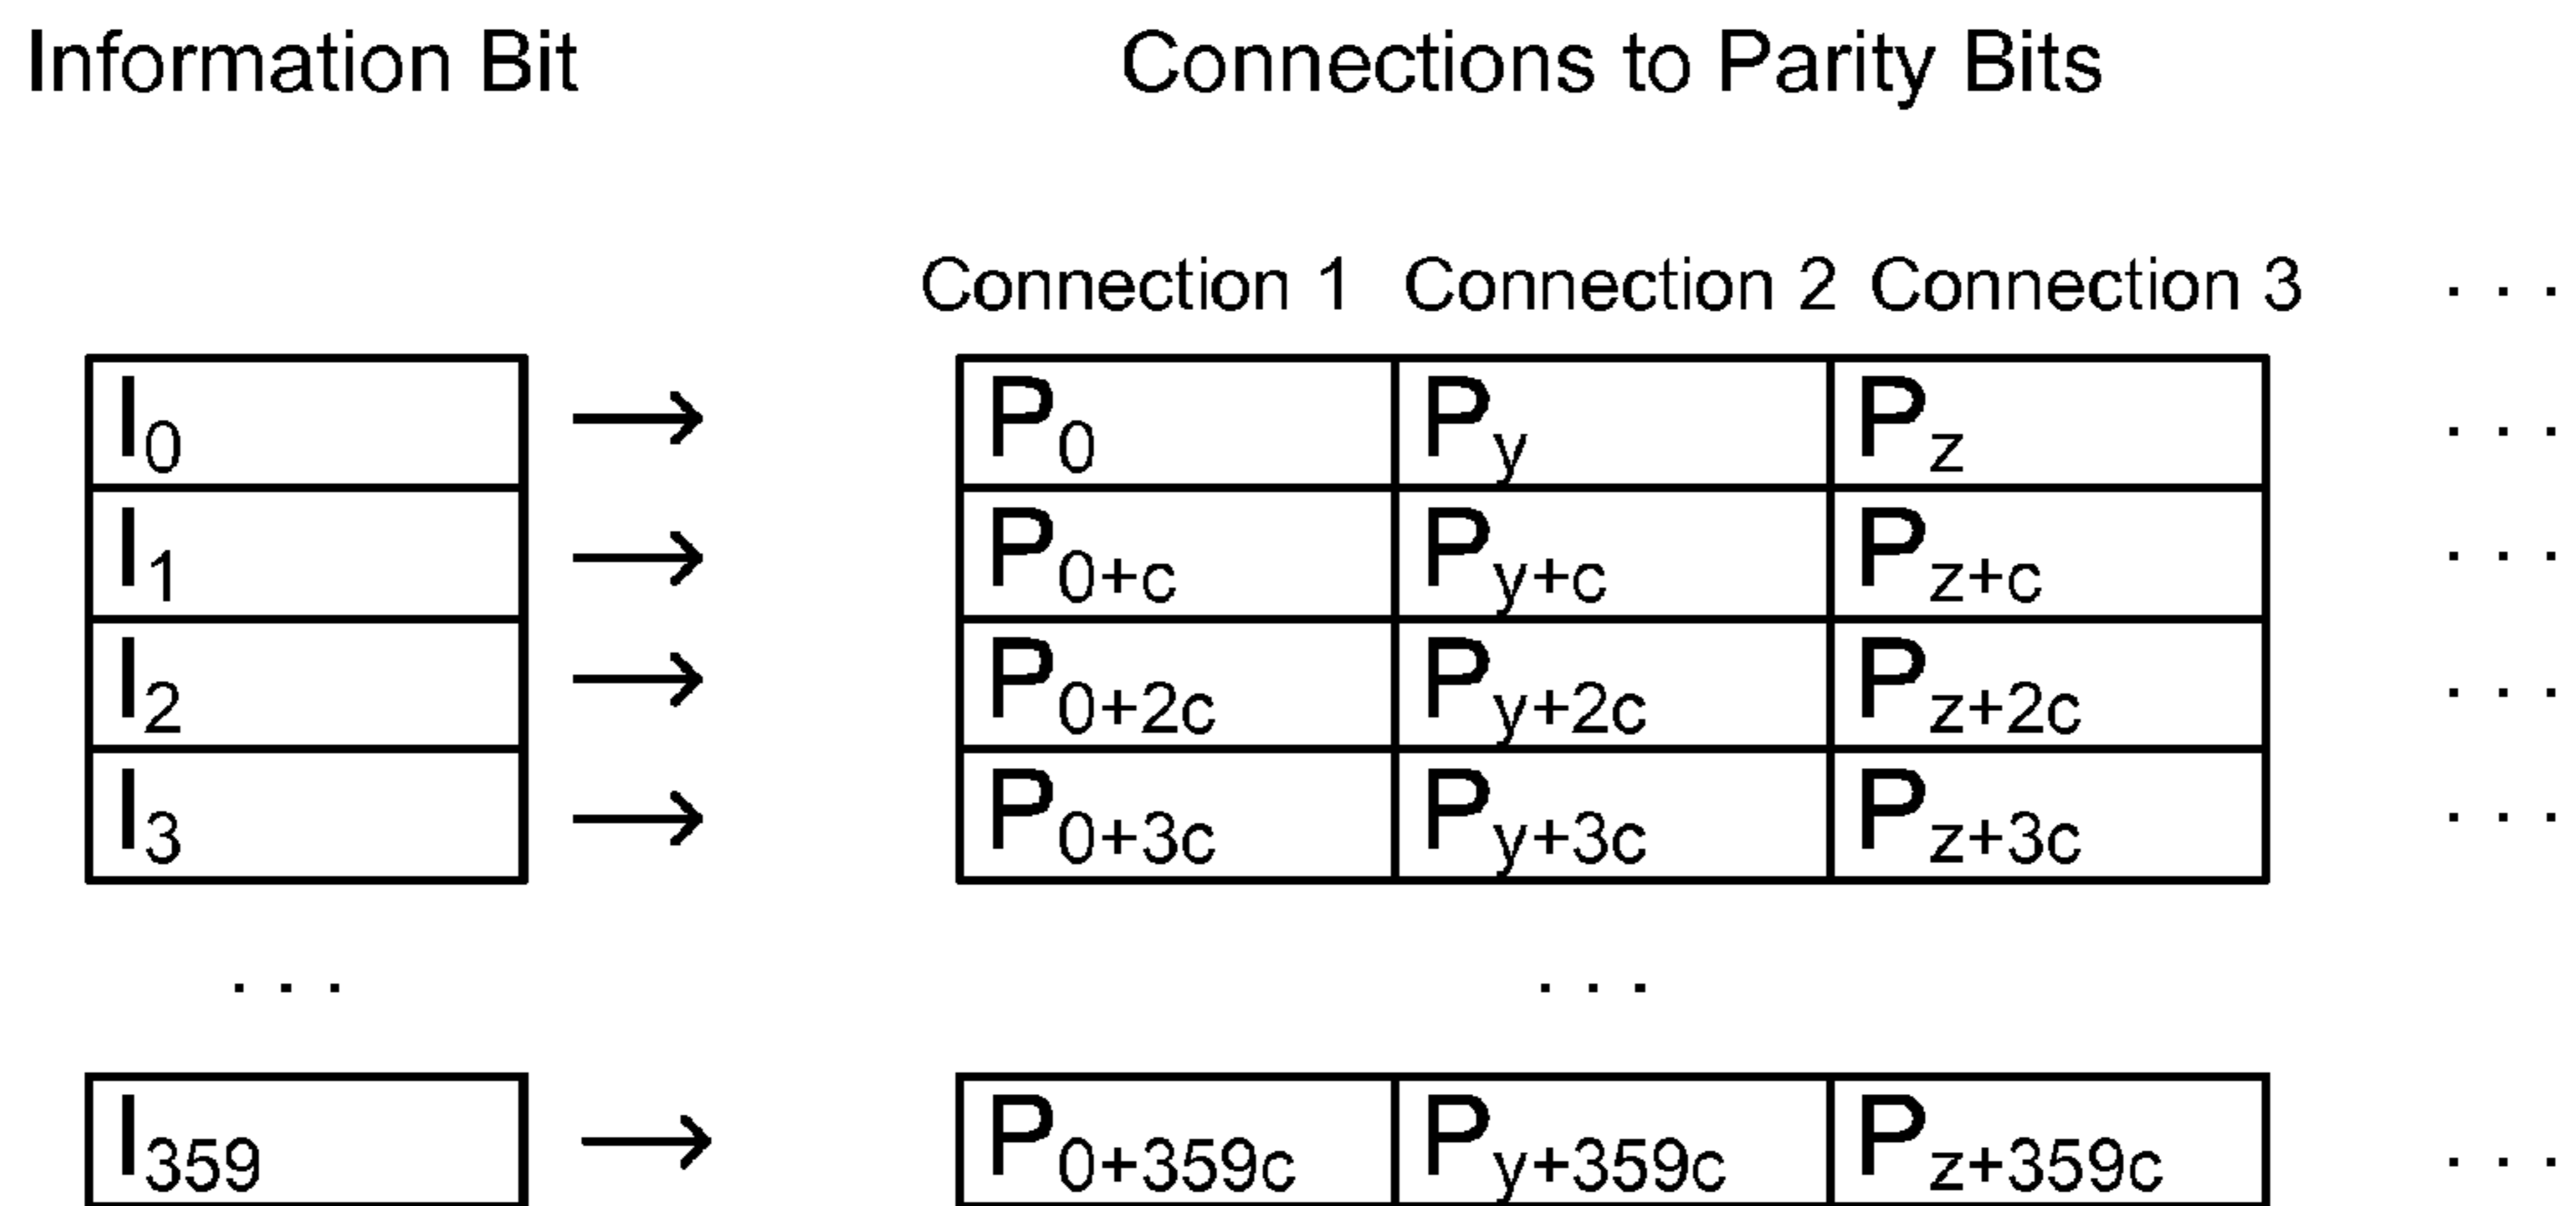 Information Bit Connections to Parity Bits
Connection 1 Connection 2 Connection 3 . . .
I0 → P0 Py Pz . . .
I1 → P0+c Py+c Pz+c . . .
I2 → P0+2c Py+2c Pz+2c . . .
I3 → P0+3c Py+3c Pz+3c . . .
. . . . . .
I359 → P0+359c Py+359c Pz+359c . . .